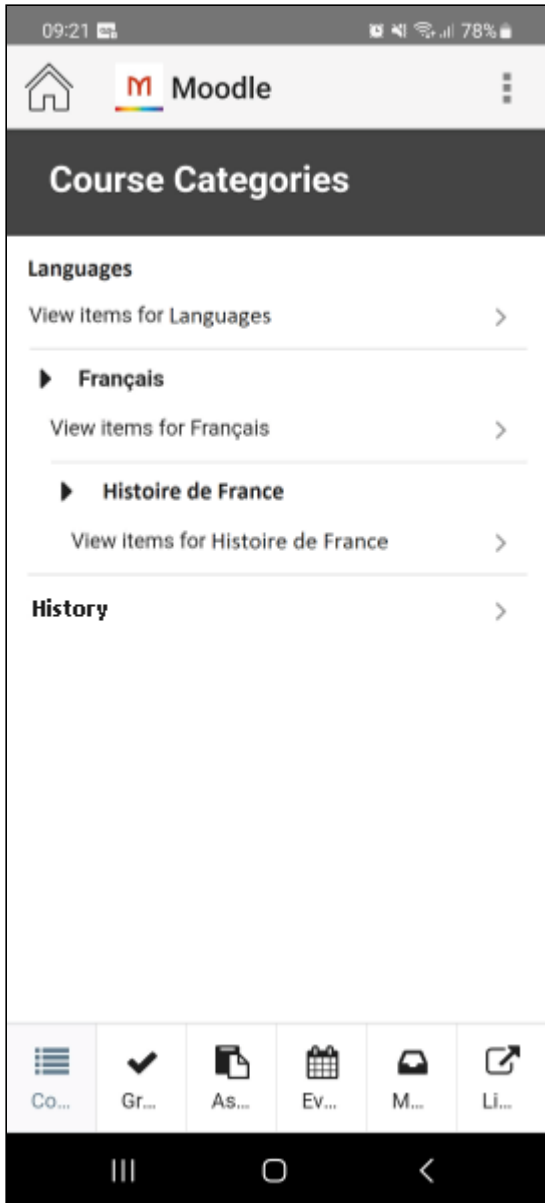 09:21 78%
Moodle
Course Categories
Languages
View items for Languages
Français
View items for Français
Histoire de France
View items for Histoire de France
History
Co... Gr... As... Ev... M... Li...